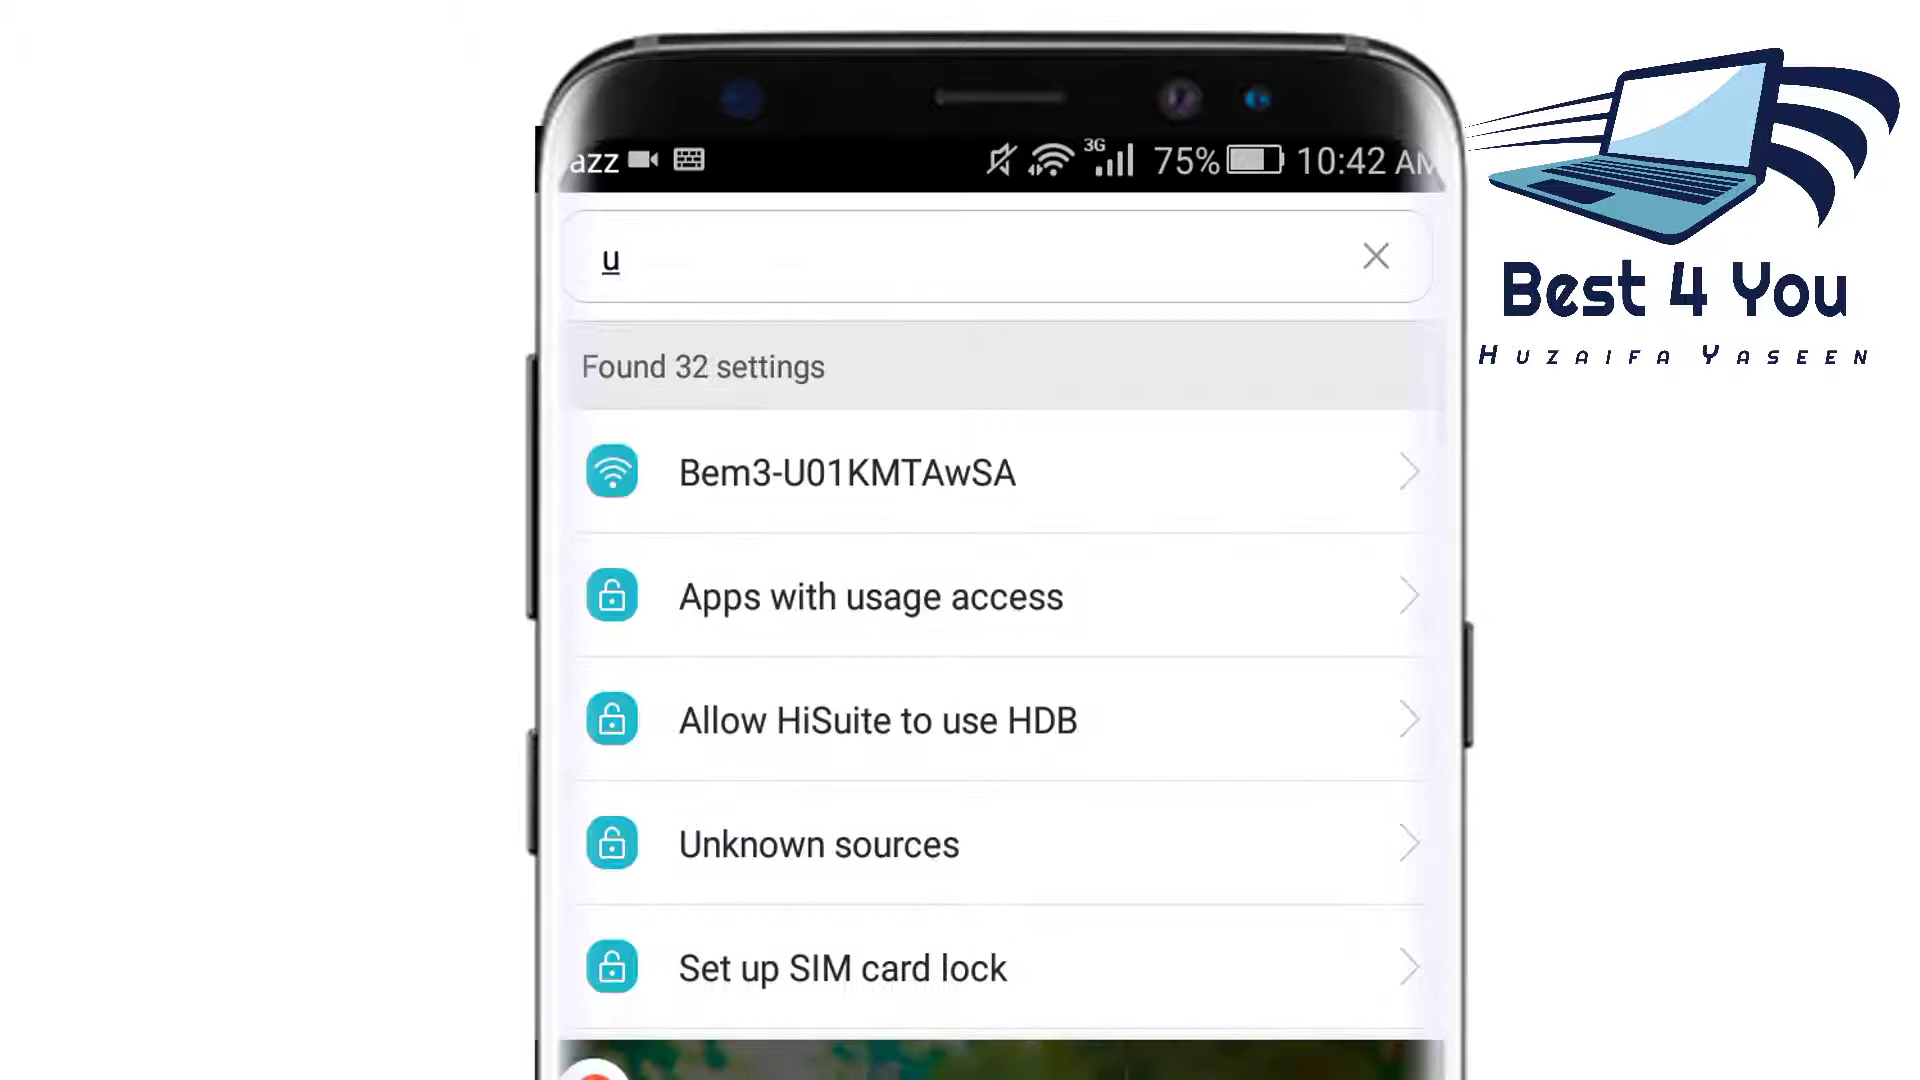 azz 3G 75% 10:42 AM
u
Found 32 settings
Bem3-U01KMTAwSA
Apps with usage access
Allow HiSuite to use HDB
Unknown sources
Set up SIM card lock
Best 4 You
Huzaifa Yaseen